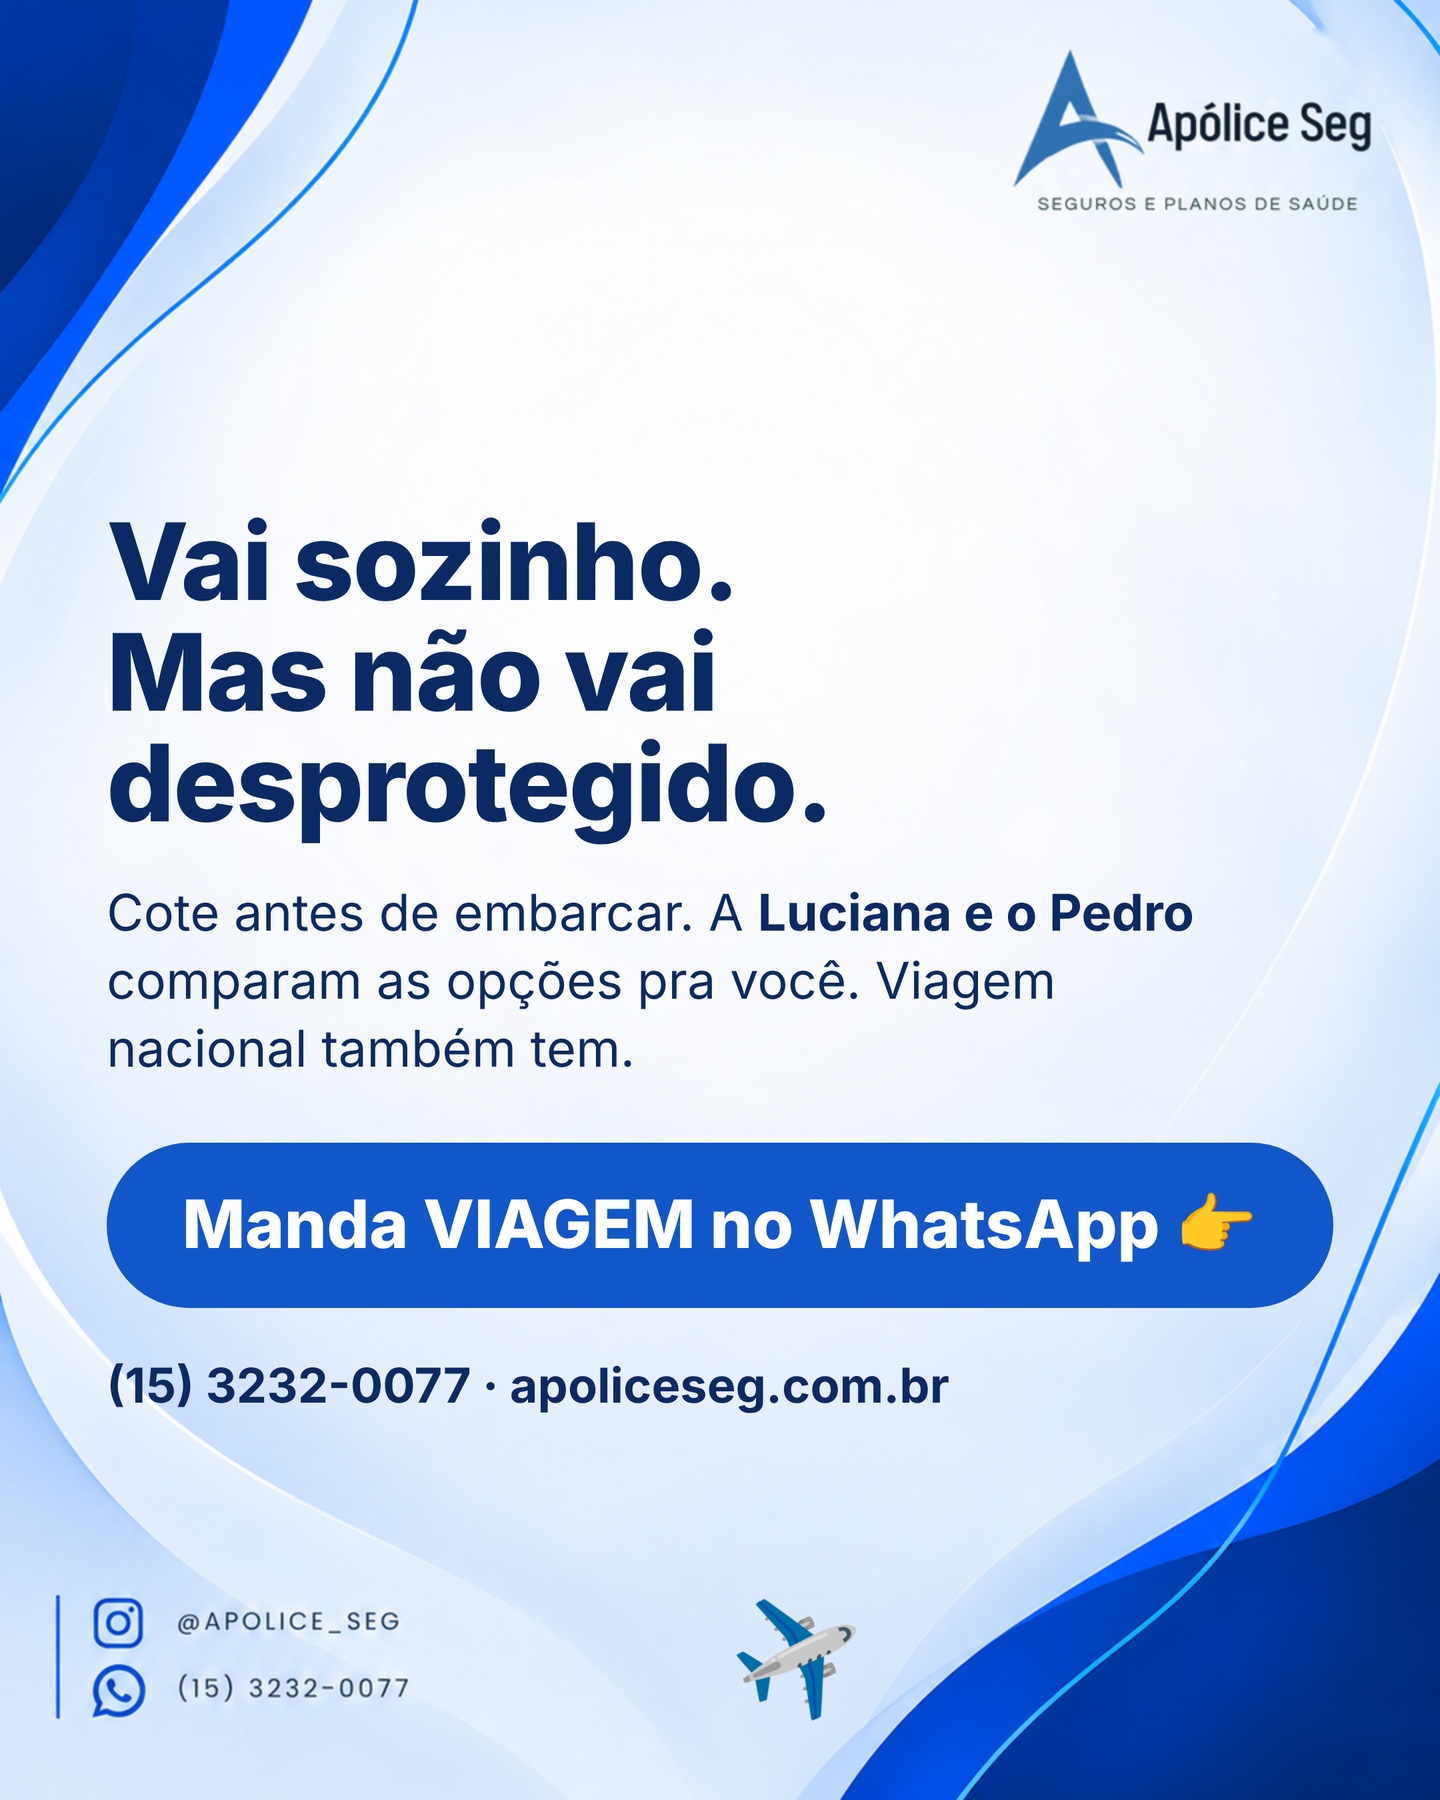 Apólice Seg
SEGUROS E PLANOS DE SAÚDE
Vai sozinho.
Mas não vai
desprotegido.
Cote antes de embarcar. A Luciana e o Pedro
comparam as opções pra você. Viagem
nacional também tem.
Manda VIAGEM no WhatsApp 👉
(15) 3232-0077 · apoliceseg.com.br
@APOLICE_SEG
(15) 3232-0077